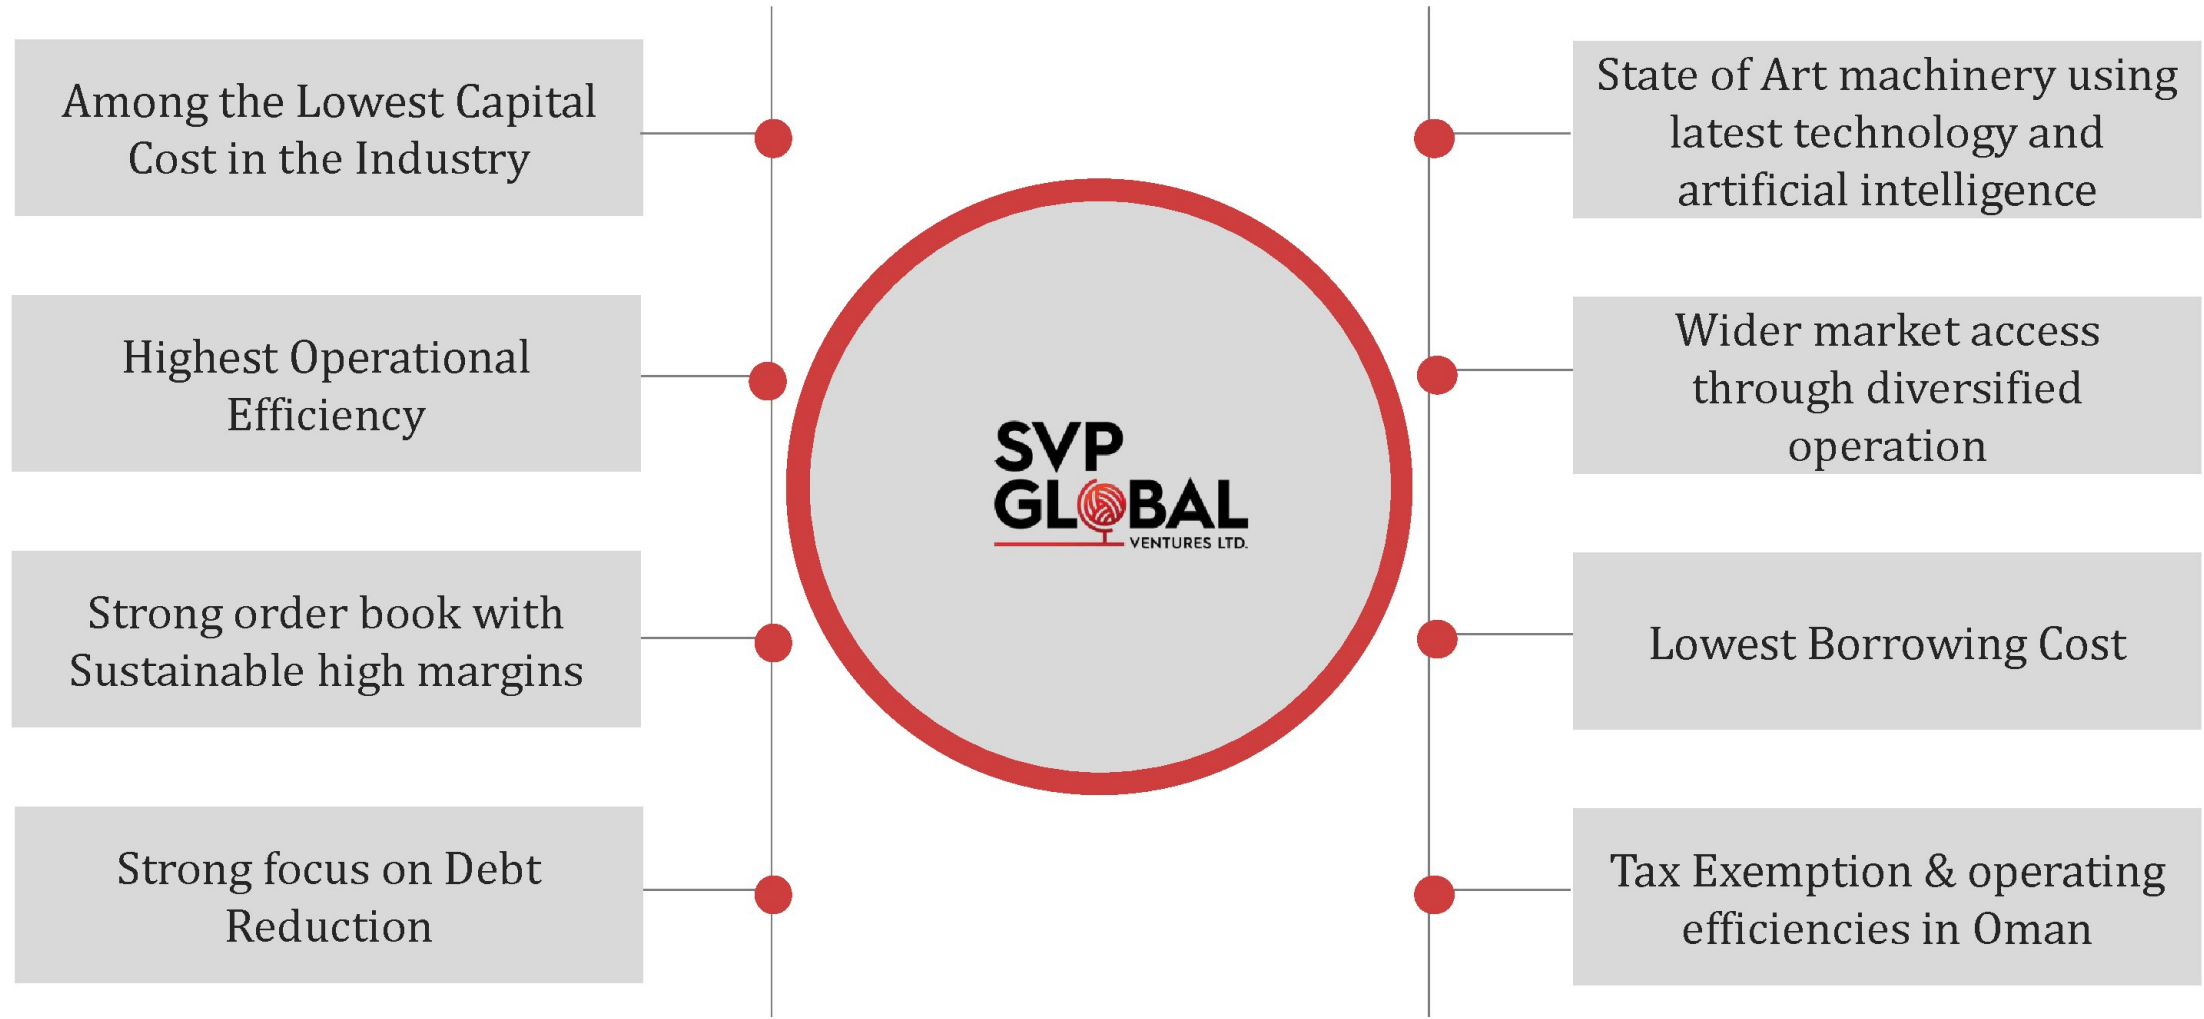 Among the Lowest Capital
Cost in the Industry
Highest Operational
Efficiency
Strong order book with
Sustainable high margins
Strong focus on Debt
Reduction
SVP
GLOBAL
VENTURES LTD.
State of Art machinery using
latest technology and
artificial intelligence
Wider market access
through diversified
operation
Lowest Borrowing Cost
Tax Exemption & operating
efficiencies in Oman